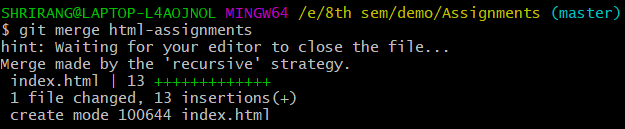 SHRIRANG@LAPTOP-L4AOJNOL MINGW64 /e/8th sem/demo/Assignments (master)
$ git merge html-assignments
hint: Waiting for your editor to close the file...
Merge made by the 'recursive' strategy.
 index.html | 13 +++++++++++++
 1 file changed, 13 insertions(+)
 create mode 100644 index.html